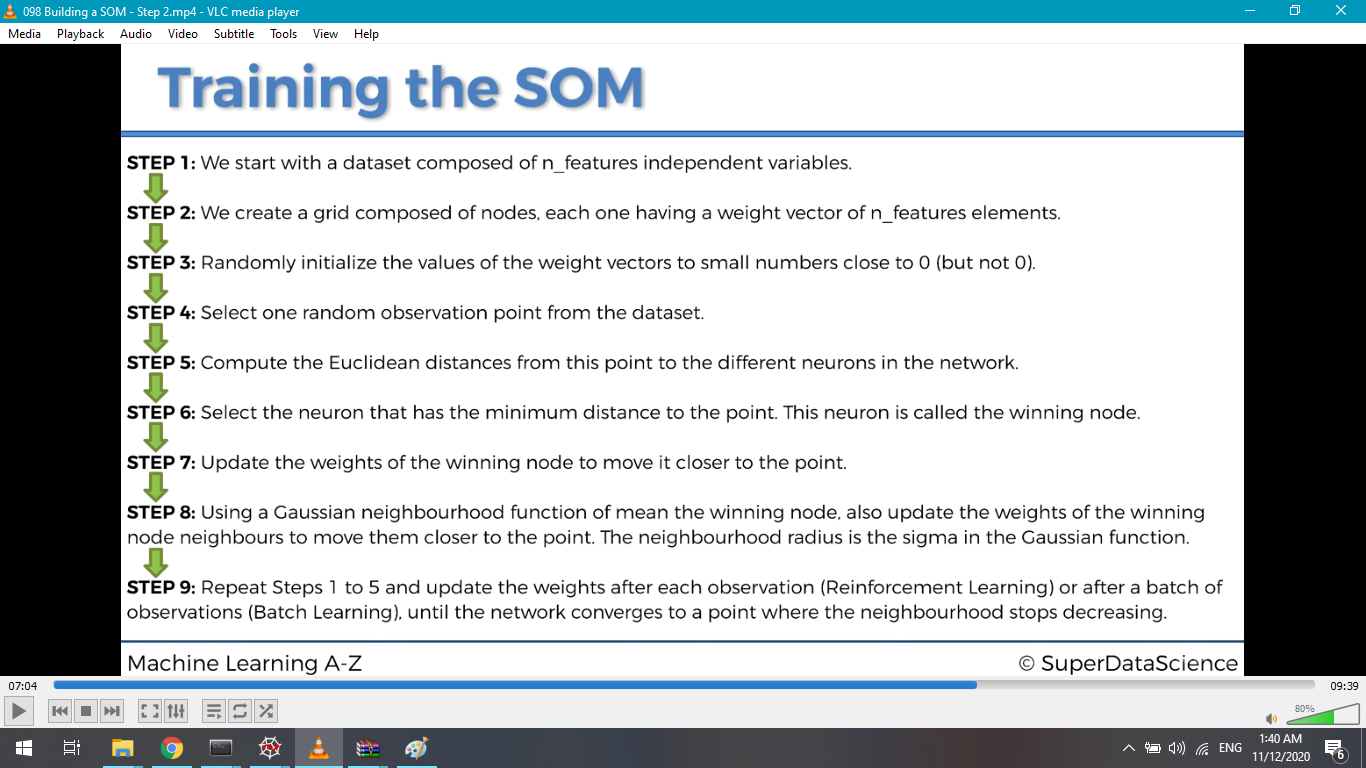 098 Building a SOM - Step 2.mp4 - VLC media player
Media Playback Audio Video Subtitle Tools View Help
Training the SOM
STEP 1: We start with a dataset composed of n_features independent variables.
STEP 2: We create a grid composed of nodes, each one having a weight vector of n_features elements.
STEP 3: Randomly initialize the values of the weight vectors to small numbers close to 0 (but not 0).
STEP 4: Select one random observation point from the dataset.
STEP 5: Compute the Euclidean distances from this point to the different neurons in the network.
STEP 6: Select the neuron that has the minimum distance to the point. This neuron is called the winning node.
STEP 7: Update the weights of the winning node to move it closer to the point.
STEP 8: Using a Gaussian neighbourhood function of mean the winning node, also update the weights of the winning
node neighbours to move them closer to the point. The neighbourhood radius is the sigma in the Gaussian function.
STEP 9: Repeat Steps 1 to 5 and update the weights after each observation (Reinforcement Learning) or after a batch of
observations (Batch Learning), until the network converges to a point where the neighbourhood stops decreasing.
Machine Learning A-Z © SuperDataScience
07:04 09:39
80%
ENG 1:40 AM
11/12/2020
6